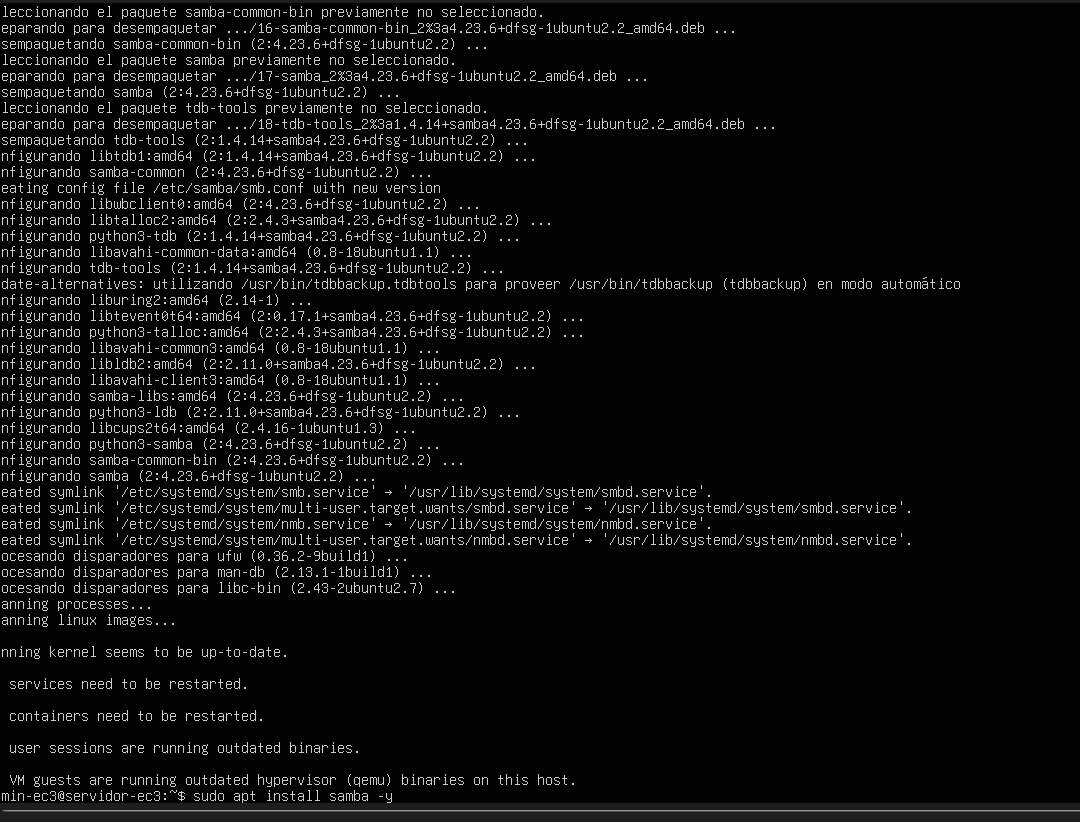 leccionando el paquete samba-common-bin previamente no seleccionado.
eparando para desempaquetar .../16-samba-common-bin_2%3a4.23.6+dfsg-1ubuntu2.2_amd64.deb ...
sempaquetando samba-common-bin (2:4.23.6+dfsg-1ubuntu2.2) ...
leccionando el paquete samba previamente no seleccionado.
eparando para desempaquetar .../17-samba_2%3a4.23.6+dfsg-1ubuntu2.2_amd64.deb ...
sempaquetando samba (2:4.23.6+dfsg-1ubuntu2.2) ...
leccionando el paquete tdb-tools previamente no seleccionado.
eparando para desempaquetar .../18-tdb-tools_2%3a1.4.14+samba4.23.6+dfsg-1ubuntu2.2_amd64.deb ...
sempaquetando tdb-tools (2:1.4.14+samba4.23.6+dfsg-1ubuntu2.2) ...
nfigurando libtdb1:amd64 (2:1.4.14+samba4.23.6+dfsg-1ubuntu2.2) ...
nfigurando samba-common (2:4.23.6+dfsg-1ubuntu2.2) ...
eating config file /etc/samba/smb.conf with new version
nfigurando libwbclient0:amd64 (2:4.23.6+dfsg-1ubuntu2.2) ...
nfigurando libtalloc2:amd64 (2:2.4.3+samba4.23.6+dfsg-1ubuntu2.2) ...
nfigurando python3-tdb (2:1.4.14+samba4.23.6+dfsg-1ubuntu2.2) ...
nfigurando libavahi-common-data:amd64 (0.8-18ubuntu1.1) ...
nfigurando tdb-tools (2:1.4.14+samba4.23.6+dfsg-1ubuntu2.2) ...
date-alternatives: utilizando /usr/bin/tdbbackup.tdbtools para proveer /usr/bin/tdbbackup (tdbbackup) en modo automático
nfigurando liburing2:amd64 (2.14-1) ...
nfigurando libtevent0t64:amd64 (2:0.17.1+samba4.23.6+dfsg-1ubuntu2.2) ...
nfigurando python3-talloc:amd64 (2:2.4.3+samba4.23.6+dfsg-1ubuntu2.2) ...
nfigurando libavahi-common3:amd64 (0.8-18ubuntu1.1) ...
nfigurando libldb2:amd64 (2:2.11.0+samba4.23.6+dfsg-1ubuntu2.2) ...
nfigurando libavahi-client3:amd64 (0.8-18ubuntu1.1) ...
nfigurando samba-libs:amd64 (2:4.23.6+dfsg-1ubuntu2.2) ...
nfigurando python3-ldb (2:2.11.0+samba4.23.6+dfsg-1ubuntu2.2) ...
nfigurando libcups2t64:amd64 (2.4.16-1ubuntu1.3) ...
nfigurando python3-samba (2:4.23.6+dfsg-1ubuntu2.2) ...
nfigurando samba-common-bin (2:4.23.6+dfsg-1ubuntu2.2) ...
nfigurando samba (2:4.23.6+dfsg-1ubuntu2.2) ...
eated symlink '/etc/systemd/system/smb.service' → '/usr/lib/systemd/system/smbd.service'.
eated symlink '/etc/systemd/system/multi-user.target.wants/smbd.service' → '/usr/lib/systemd/system/smbd.service'.
eated symlink '/etc/systemd/system/nmb.service' → '/usr/lib/systemd/system/nmbd.service'.
eated symlink '/etc/systemd/system/multi-user.target.wants/nmbd.service' → '/usr/lib/systemd/system/nmbd.service'.
ocesando disparadores para ufw (0.36.2-9build1) ...
ocesando disparadores para man-db (2.13.1-1build1) ...
ocesando disparadores para libc-bin (2.43-2ubuntu2.7) ...
anning processes...
anning linux images...
nning kernel seems to be up-to-date.
services need to be restarted.
containers need to be restarted.
user sessions are running outdated binaries.
VM guests are running outdated hypervisor (qemu) binaries on this host.
min-ec3@servidor-ec3:~$ sudo apt install samba -y